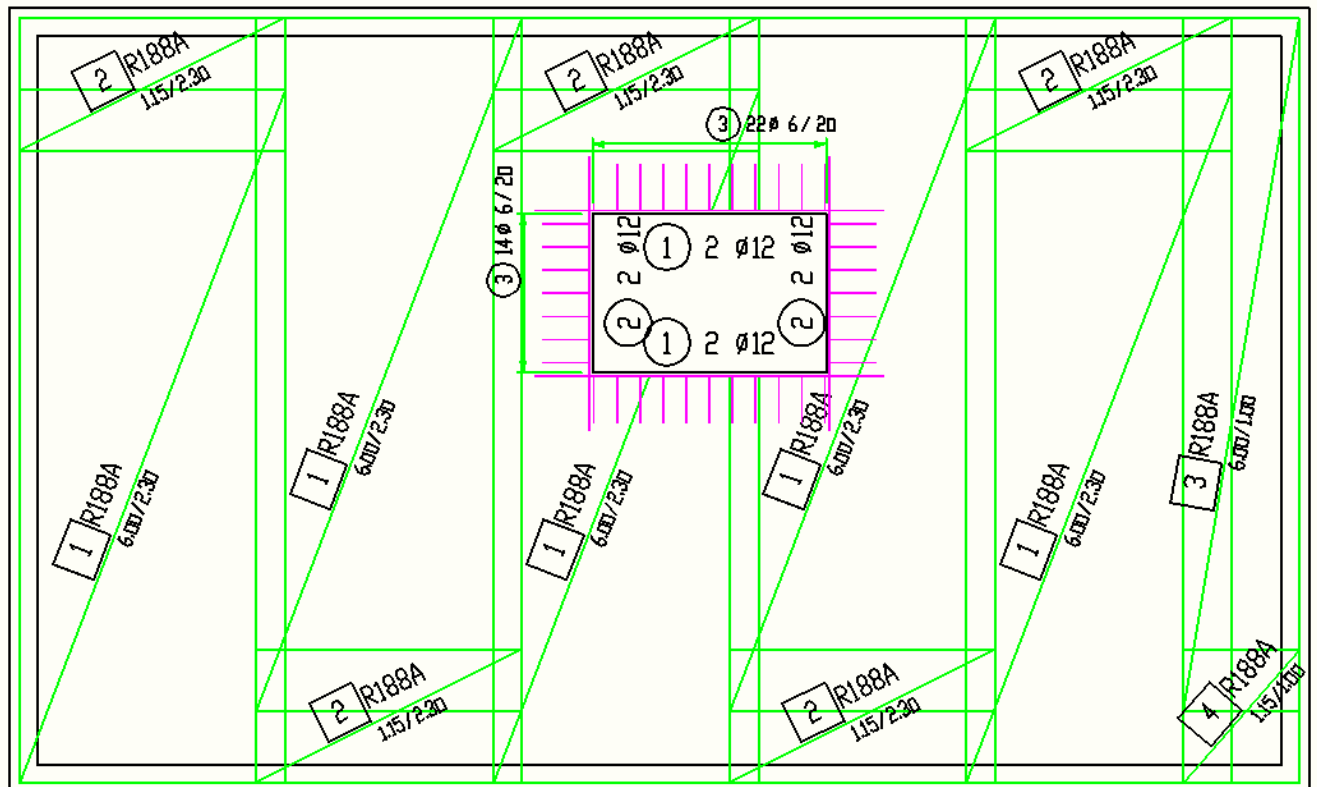 2 R188A
1.15/2.30
2 R188A
1.15/2.30
2 R188A
1.15/2.30
3 22ø 6/20
3 14ø 6/20
2 2 ø12
1 2 ø12
2 2 ø12
1 2 ø12
1 R188A
6.00/2.30
1 R188A
6.00/2.30
1 R188A
6.00/2.30
1 R188A
6.00/2.30
1 R188A
6.00/2.30
3 R188A
6.00/1.00
2 R188A
1.15/2.30
2 R188A
1.15/2.30
4 R188A
1.15/1.00